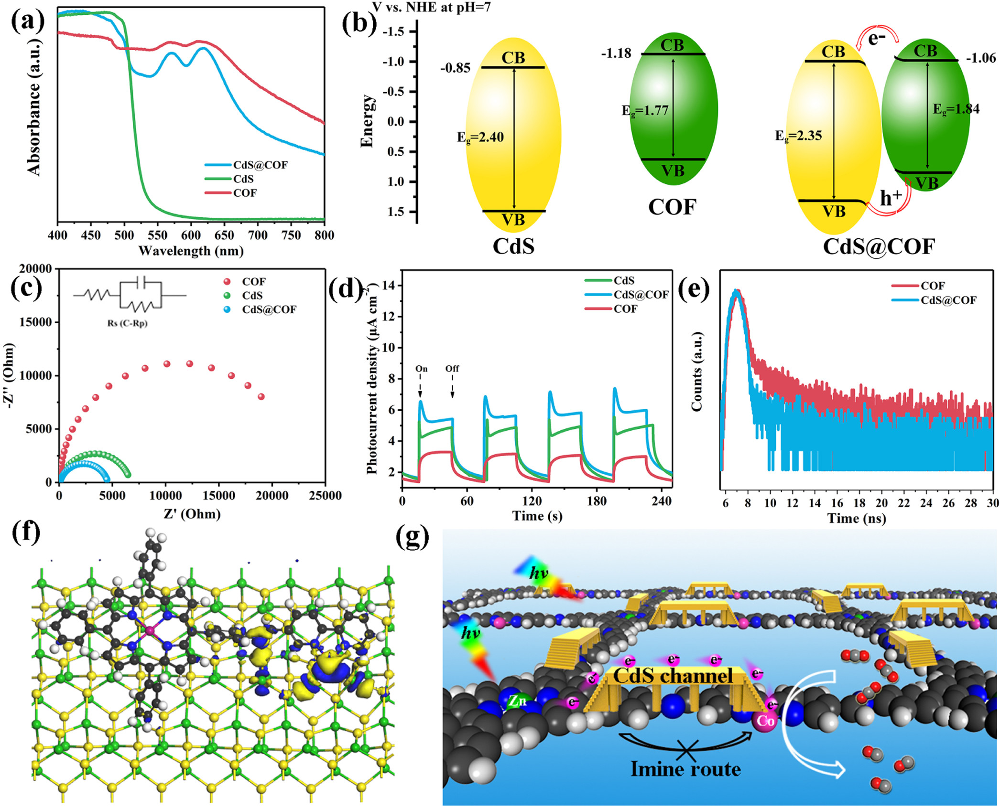 (a)
Absorbance (a.u.)
CdS@COF
CdS
COF
400 450 500 550 600 650 700 750 800
Wavelength (nm)
(b)
V vs. NHE at pH=7
Energy
-1.5
-1.0
-0.5
0.0
0.5
1.0
1.5
CB
-0.85
Eg=2.40
VB
CdS
CB
-1.18
Eg=1.77
VB
COF
e-
CB
CB
-1.06
Eg=2.35
Eg=1.84
VB
VB
h+
CdS@COF
(c)
20000
15000
10000
5000
0
-Z'' (Ohm)
Rs (C-Rp)
COF
CdS
CdS@COF
0 5000 10000 15000 20000 25000
Z' (Ohm)
(d)
Photocurrent density (μA cm-2)
14
12
10
8
6
4
2
CdS
CdS@COF
COF
On Off
0 60 120 180 240
Time (s)
(e)
Counts (a.u.)
COF
CdS@COF
6 8 10 12 14 16 18 20 22 24 26 28 30
Time (ns)
(f)
(g)
hν
hν
e- e- e- e-
e-
CdS channel
Zn
e-
e-
Co
Imine route